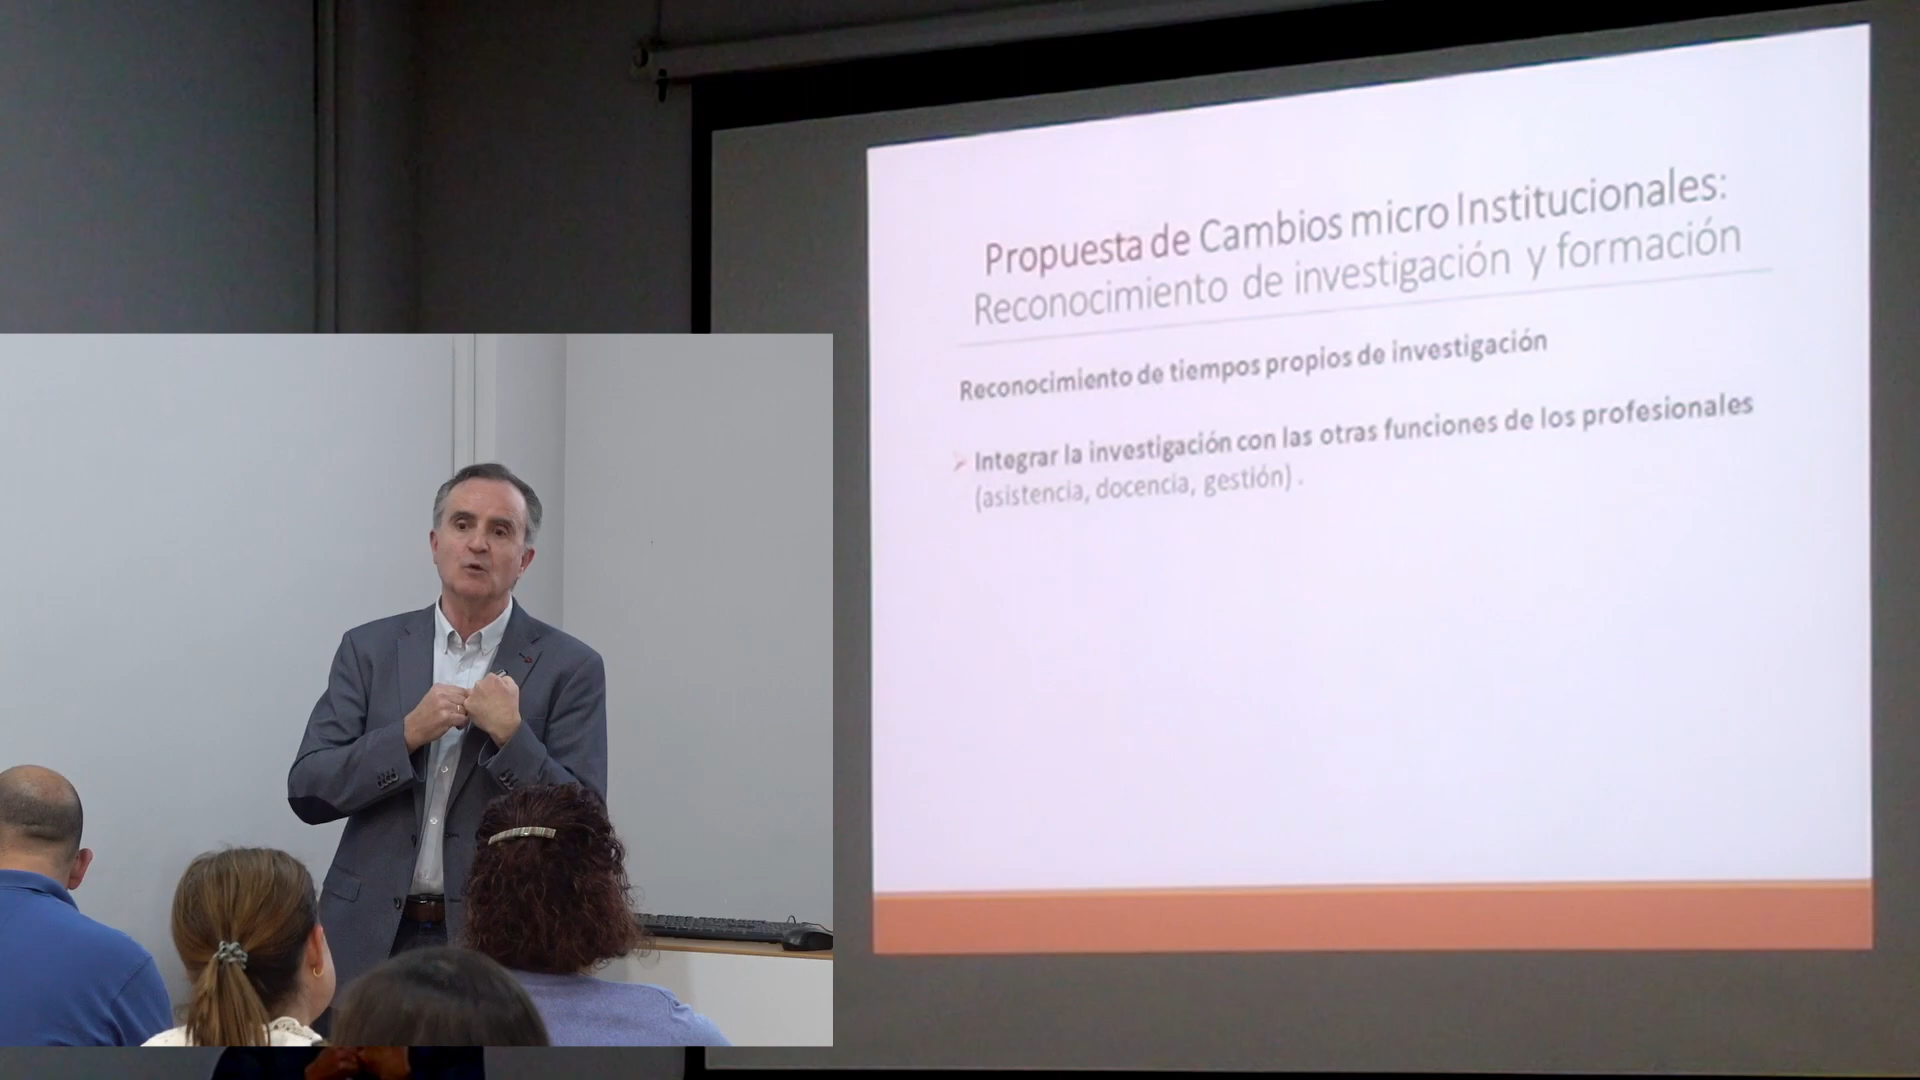 Propuesta de Cambios micro Institucionales:
Reconocimiento de investigación y formación
Reconocimiento de tiempos propios de investigación
Integrar la investigación con las otras funciones de los profesionales
(asistencia, docencia, gestión) .